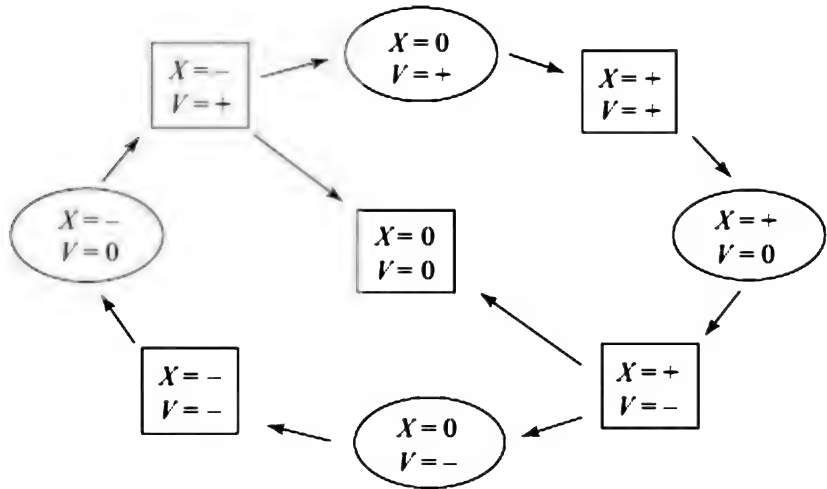 X = 0
V = +
X = –
V = +
X = +
V = +
X = –
V = 0
X = 0
V = 0
X = +
V = 0
X = –
V = –
X = +
V = –
X = 0
V = –